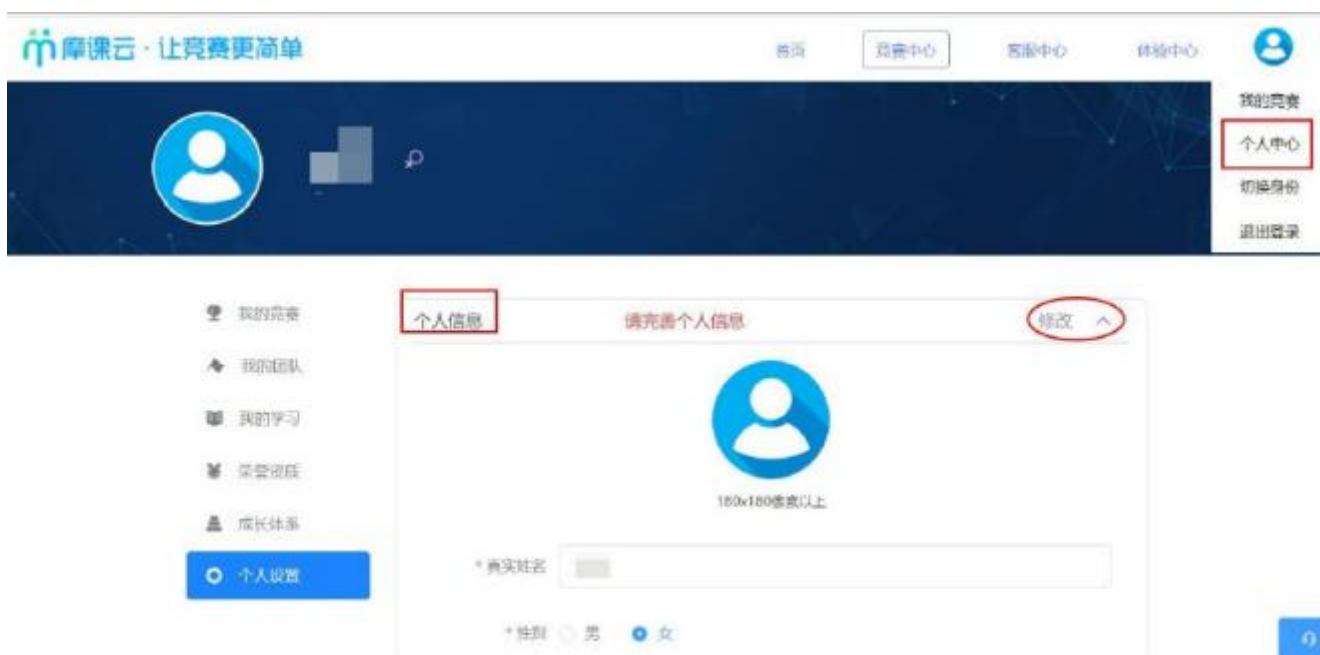 摩课云·让竞赛更简单
首页 竞赛中心 客服中心 体验中心
我的竞赛
个人中心
切换身份
退出登录
我的竞赛
个人信息 请完善个人信息 修改
我的团队
我的学习
180x180像素以上
成长体系
*真实姓名
个人设置
*性别 男 女